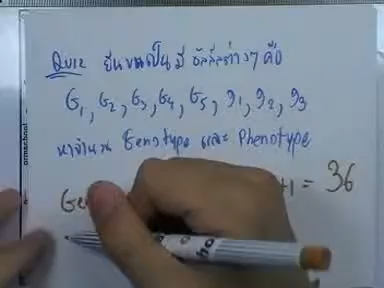 Quiz ยีนหนึ่งมี อัลลีลต่างๆ คือ
G1, G2, G3, G4, G5, g1, g2, g3
หาจำนวน Genotype และ Phenotype
Ge +1 = 36